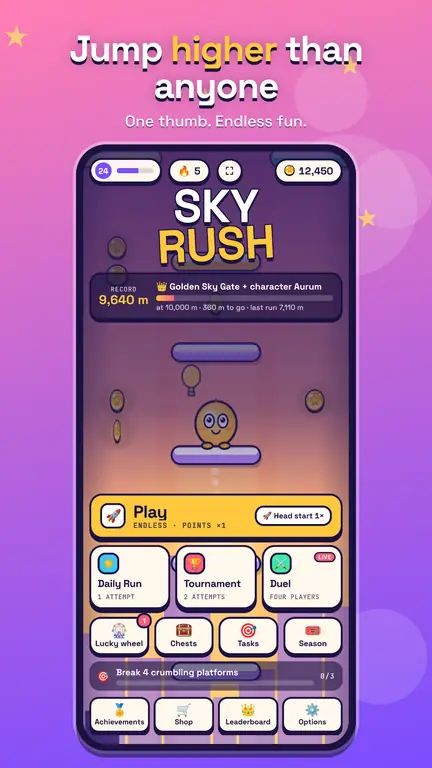 Jump higher than
anyone
One thumb. Endless fun.
24
5
12,450
SKY
RUSH
RECORD
9,640 m
Golden Sky Gate + character Aurum
at 10,000 m · 360 m to go · last run 7,110 m
Play
ENDLESS · POINTS ×1
Head start 1×
Daily Run
1 ATTEMPT
Tournament
2 ATTEMPTS
LIVE
Duel
FOUR PLAYERS
1
Lucky wheel
Chests
Tasks
Season
Break 4 crumbling platforms
0/3
Achievements
Shop
Leaderboard
Options